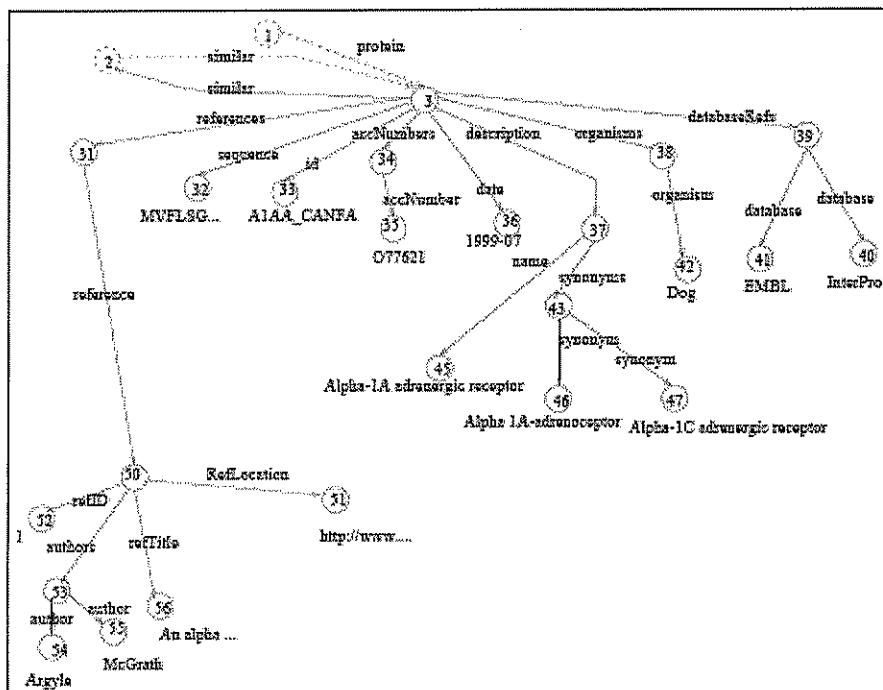 1
similar
protein
2
similar
3
references
accNumbers
description
databaseRefs
31
sequence
id
34
organisms
38
39
32
33
accNumber
date
organism
database
database
MVFLSG...
A1AA_CANFA
35
36
37
O77621
1999-07
name
synonyms
42
41
40
Dog
EMBL
InterPro
reference
43
synonym
synonym
45
Alpha-1A adrenergic receptor
46
47
Alpha 1A-adrenoceptor
Alpha-1C adrenergic receptor
50
RefLocation
refID
52
51
1
authors
refTitle
http://www....
53
author
author
56
55
An alpha ...
54
McGrath
Argyle